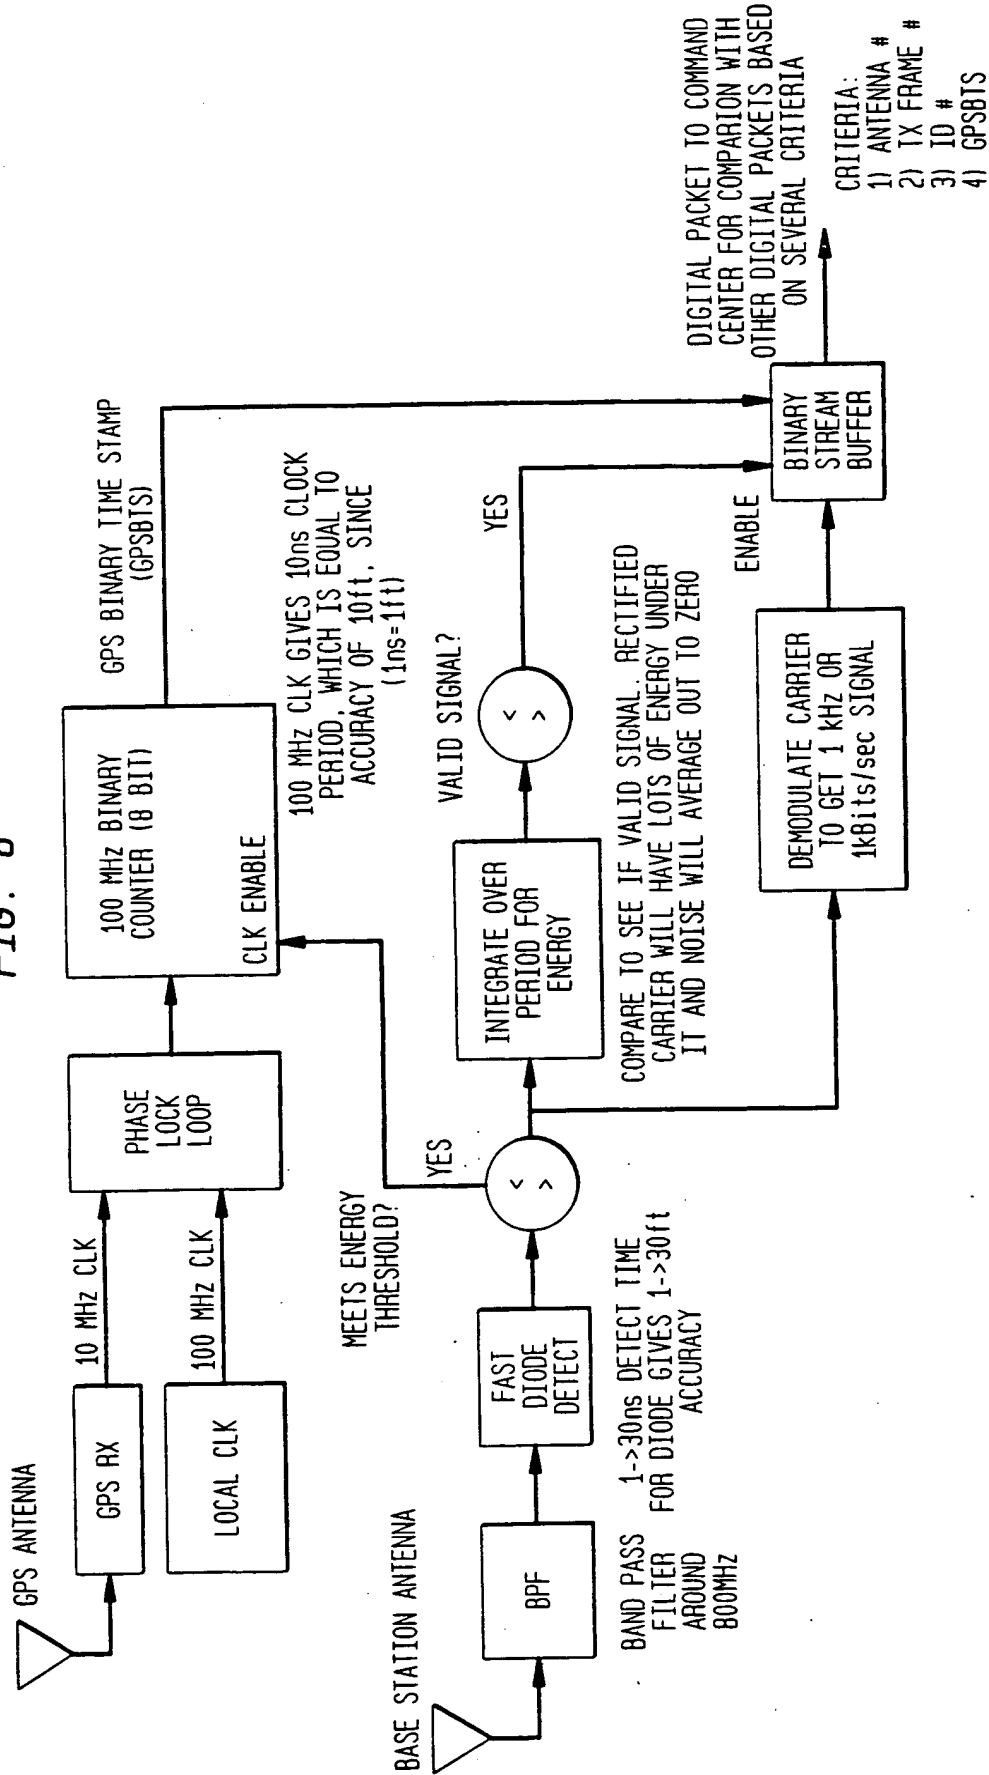 FIG. 8
GPS ANTENNA
GPS RX
10 MHz CLK
LOCAL CLK
100 MHz CLK
PHASE
LOCK
LOOP
100 MHz BINARY
COUNTER (8 BIT)
CLK ENABLE
GPS BINARY TIME STAMP
(GPSBTS)
100 MHz CLK GIVES 10ns CLOCK
PERIOD, WHICH IS EQUAL TO
ACCURACY OF 10ft, SINCE
(1ns=1ft)
MEETS ENERGY
THRESHOLD?
YES
BASE STATION ANTENNA
BPF
BAND PASS
FILTER
AROUND
800MHz
FAST
DIODE
DETECT
1->30ns DETECT TIME
FOR DIODE GIVES 1->30ft
ACCURACY
< >
INTEGRATE OVER
PERIOD FOR
ENERGY
VALID SIGNAL?
< >
YES
COMPARE TO SEE IF VALID SIGNAL. RECTIFIED
CARRIER WILL HAVE LOTS OF ENERGY UNDER
IT AND NOISE WILL AVERAGE OUT TO ZERO
DEMODULATE CARRIER
TO GET 1 kHz OR
1kBits/sec SIGNAL
ENABLE
BINARY
STREAM
BUFFER
DIGITAL PACKET TO COMMAND
CENTER FOR COMPARION WITH
OTHER DIGITAL PACKETS BASED
ON SEVERAL CRITERIA
CRITERIA:
1) ANTENNA #
2) TX FRAME #
3) ID #
4) GPSBTS